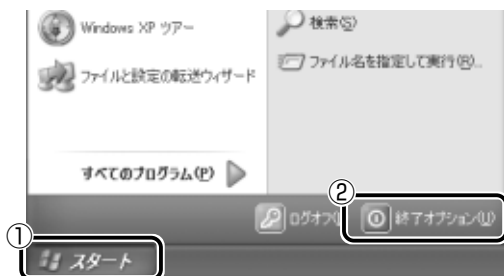 Windows XP ツアー
検索(S)
ファイル名を指定して実行(R)...
ファイルと設定の転送ウィザード
すべてのプログラム(P)
②
ログオフ(
終了オプション(U)
①
スタート